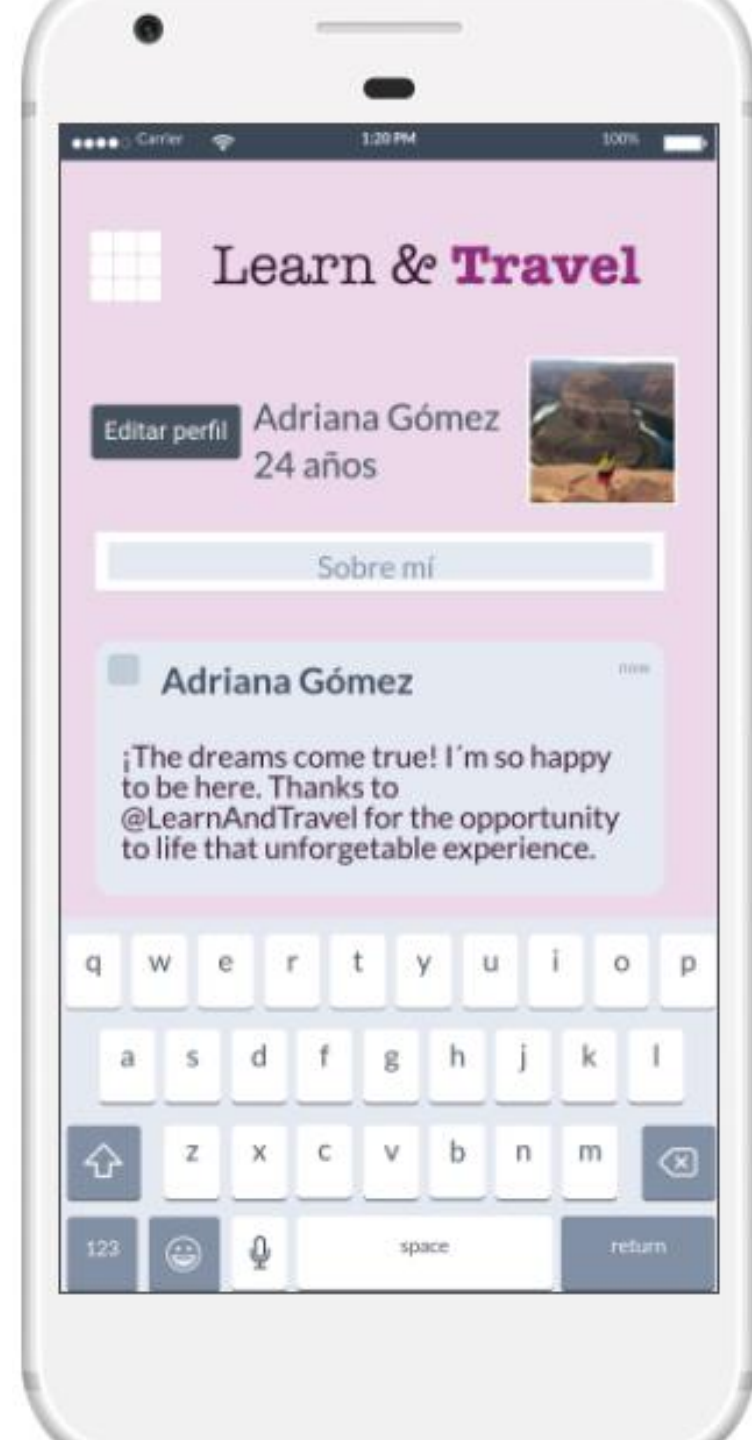 Carrier 1:20 PM 100%
Learn & Travel
Editar perfil
Adriana Gómez
24 años
Sobre mí
Adriana Gómez now
¡The dreams come true! I´m so happy
to be here. Thanks to
@LearnAndTravel for the opportunity
to life that unforgetable experience.
q w e r t y u i o p
a s d f g h j k l
z x c v b n m
123 space return